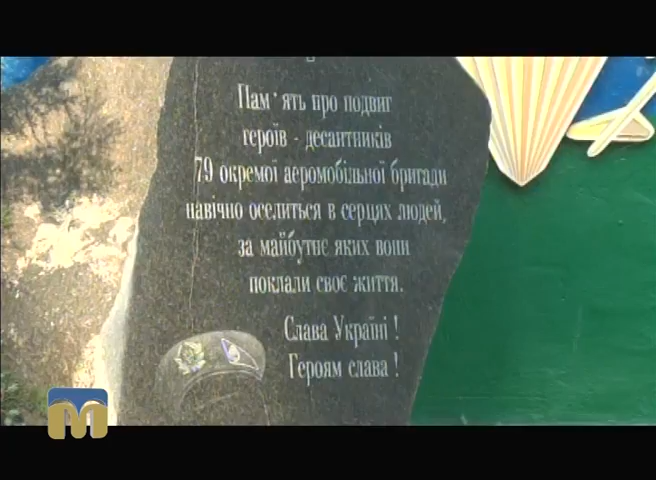 Пам'ять про подвиг
героїв - десантників
79 окремої аеромобільної бригади
навічно оселиться в серцях людей,
за майбутнє яких вони
поклали своє життя.
Слава Україні !
Героям слава !
M